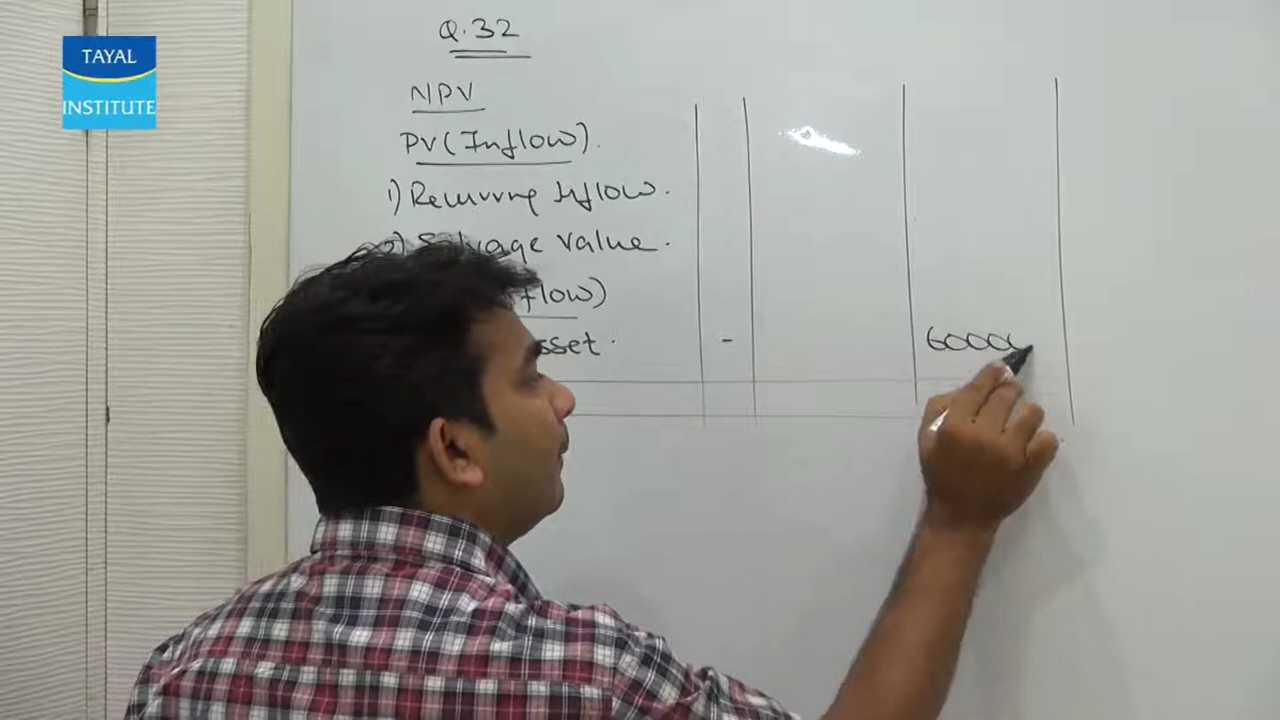 TAYAL
INSTITUTE
Q.32
NPV
PV (Inflow).
1) Recurring Inflow.
Salvage value.
flow)
sset. - 6000